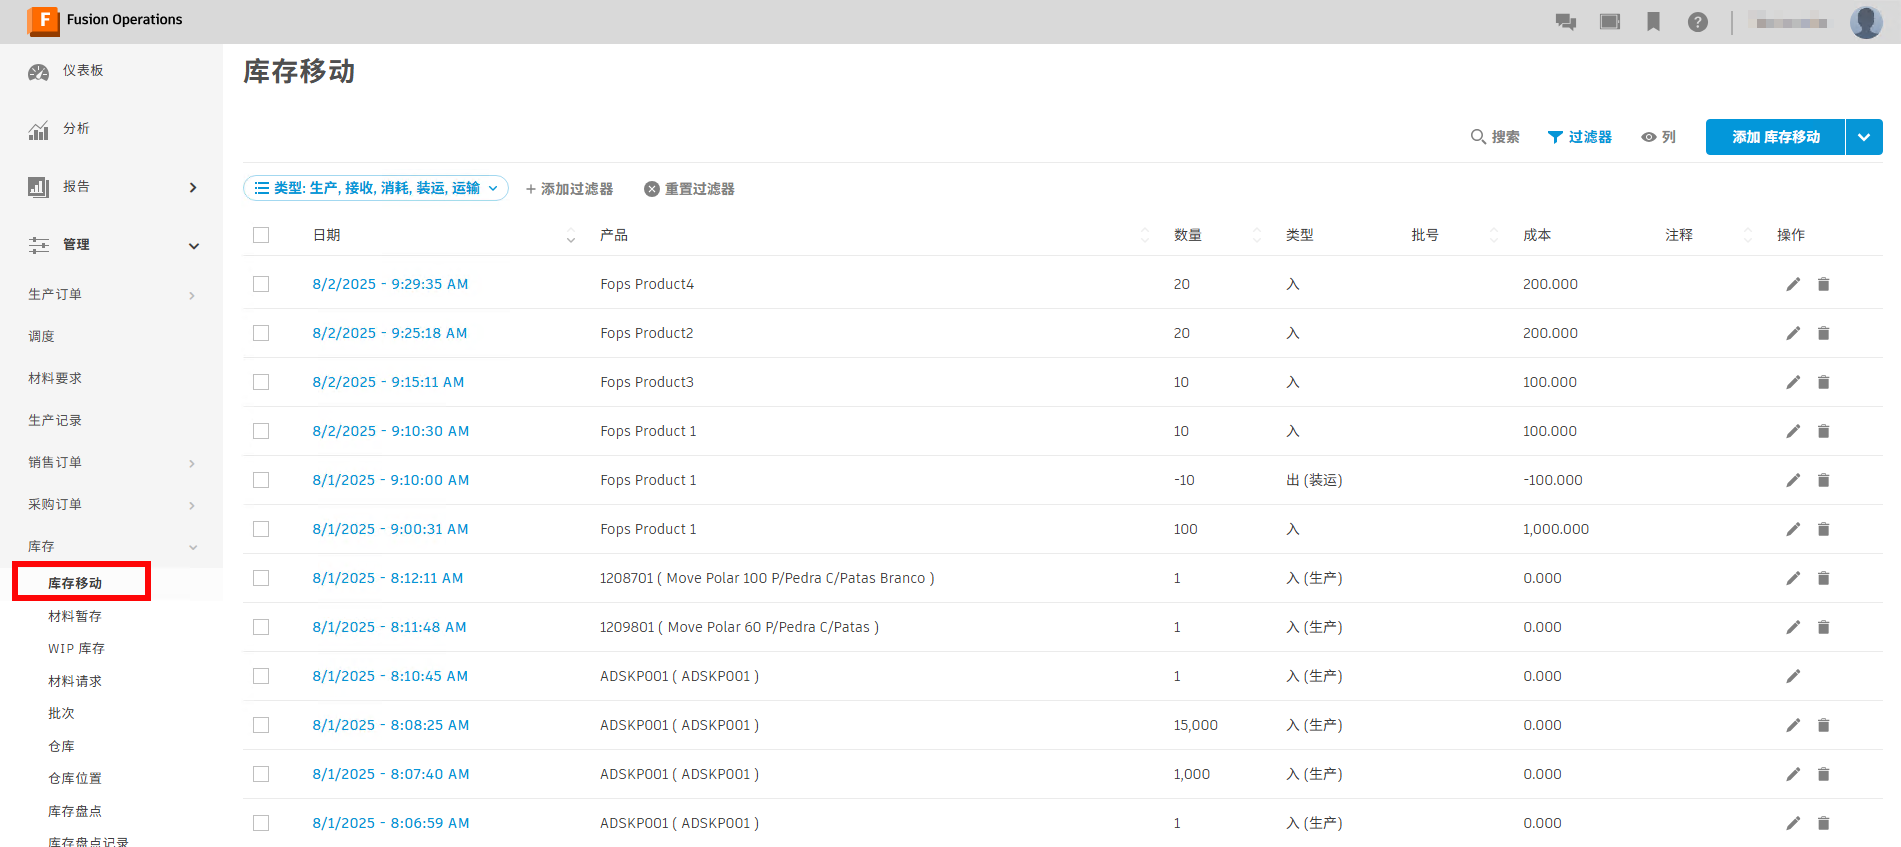 F Fusion Operations
仪表板
分析
报告
管理
生产订单
调度
材料要求
生产记录
销售订单
采购订单
库存
库存移动
材料暂存
WIP 库存
材料请求
批次
仓库
仓库位置
库存盘点
库存盘点记录
库存移动
搜索 过滤器 列 添加 库存移动
类型: 生产, 接收, 消耗, 装运, 运输 + 添加过滤器 重置过滤器
日期 产品 数量 类型 批号 成本 注释 操作
8/2/2025 - 9:29:35 AM Fops Product4 20 入 200.000
8/2/2025 - 9:25:18 AM Fops Product2 20 入 200.000
8/2/2025 - 9:15:11 AM Fops Product3 10 入 100.000
8/2/2025 - 9:10:30 AM Fops Product 1 10 入 100.000
8/1/2025 - 9:10:00 AM Fops Product 1 -10 出 (装运) -100.000
8/1/2025 - 9:00:31 AM Fops Product 1 100 入 1,000.000
8/1/2025 - 8:12:11 AM 1208701 ( Move Polar 100 P/Pedra C/Patas Branco ) 1 入 (生产) 0.000
8/1/2025 - 8:11:48 AM 1209801 ( Move Polar 60 P/Pedra C/Patas ) 1 入 (生产) 0.000
8/1/2025 - 8:10:45 AM ADSKP001 ( ADSKP001 ) 1 入 (生产) 0.000
8/1/2025 - 8:08:25 AM ADSKP001 ( ADSKP001 ) 15,000 入 (生产) 0.000
8/1/2025 - 8:07:40 AM ADSKP001 ( ADSKP001 ) 1,000 入 (生产) 0.000
8/1/2025 - 8:06:59 AM ADSKP001 ( ADSKP001 ) 1 入 (生产) 0.000